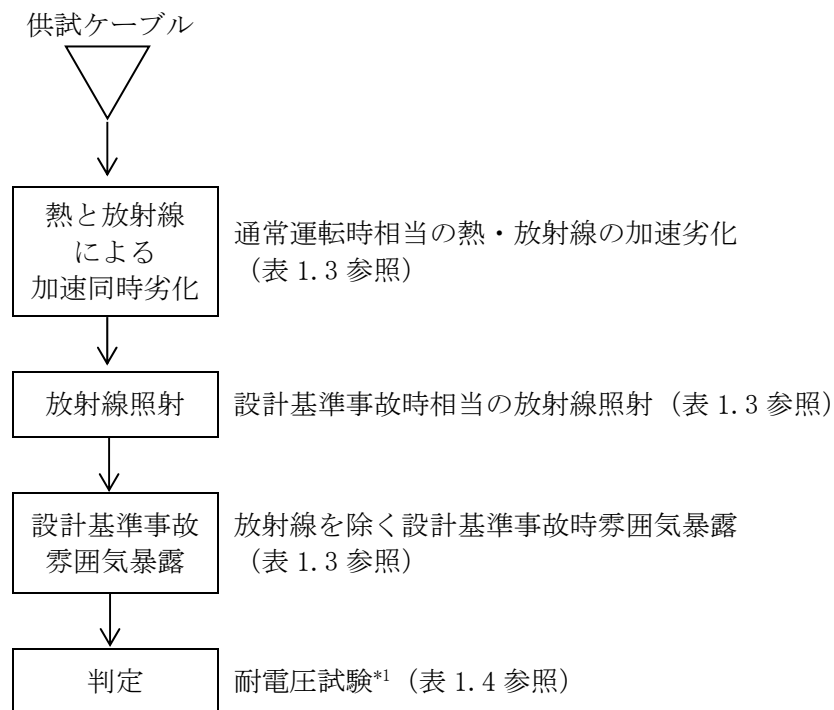 供試ケーブル
熱と放射線
による
加速同時劣化
通常運転時相当の熱・放射線の加速劣化
（表 1.3 参照）
放射線照射
設計基準事故時相当の放射線照射（表 1.3 参照）
設計基準事故
雰囲気暴露
放射線を除く設計基準事故時雰囲気暴露
（表 1.3 参照）
判定
耐電圧試験*1（表 1.4 参照）